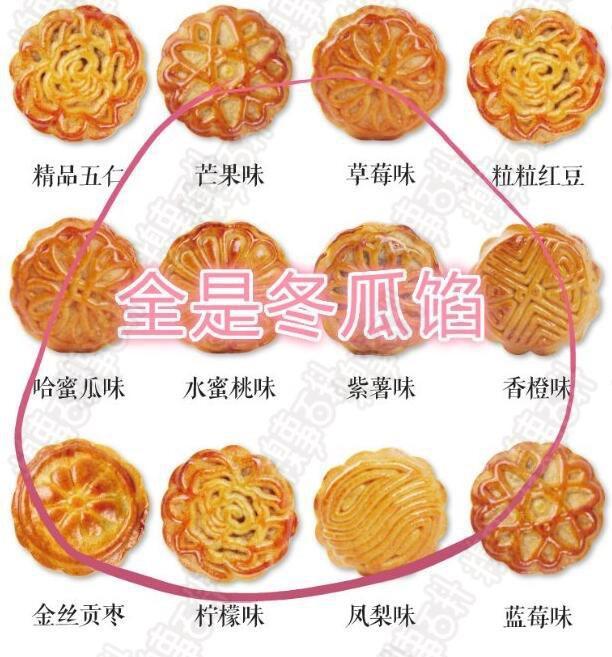 精品五仁 芒果味 草莓味 粒粒红豆
全是冬瓜馅
哈蜜瓜味 水蜜桃味 紫薯味 香橙味
金丝贡枣 柠檬味 凤梨味 蓝莓味